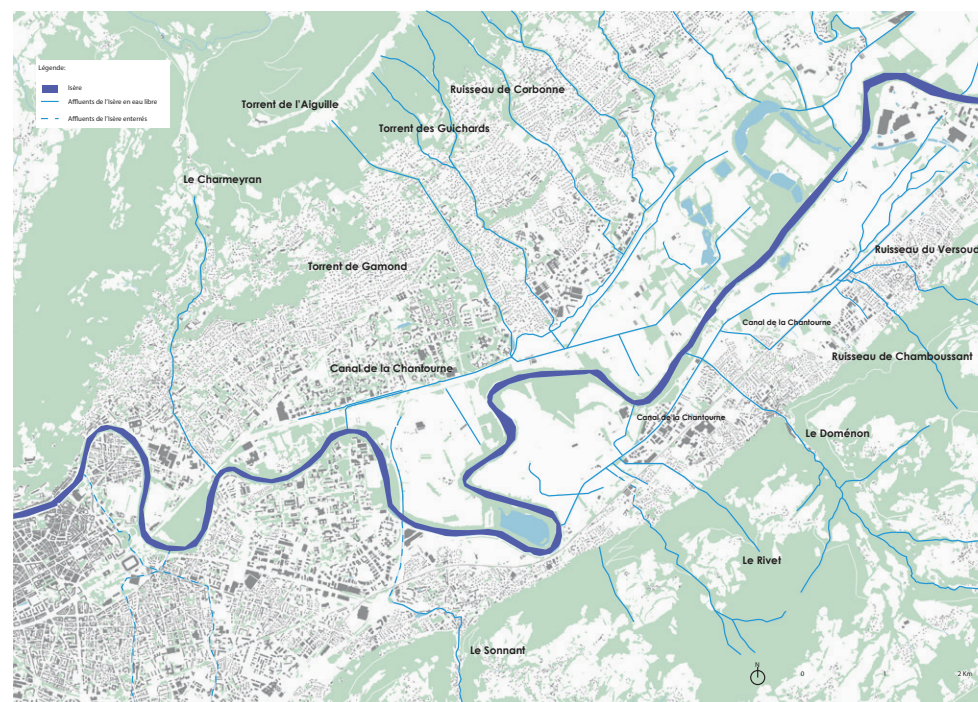 Légende:
Isère
Affluents de l'Isère en eau libre
Affluents de l'Isère enterrés
Ruisseau de Corbonne
Torrent de l'Aiguille
Torrent des Guichards
Le Charmeyran
Ruisseau du Versoud
Torrent de Gamond
Canal de la Chantourne
Ruisseau de Chamboussant
Canal de la Chantourne
Canal de la Chantourne
Le Doménon
Le Rivet
Le Sonnant
N
0 1 2 Km